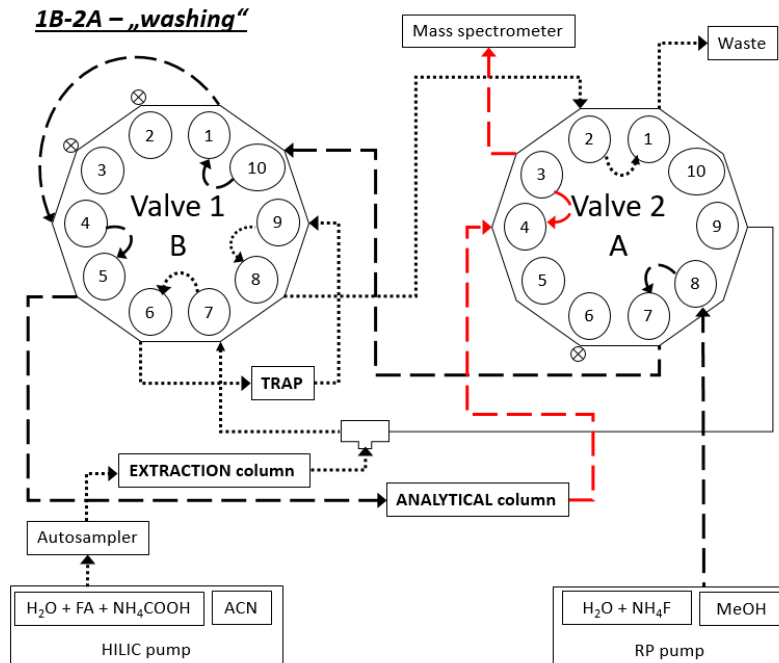 1B-2A – „washing“
Mass spectrometer
Waste
2
1
3
10
4
Valve 1
9
B
5
8
6
7
2
1
3
10
4
Valve 2
9
A
5
8
6
7
TRAP
EXTRACTION column
ANALYTICAL column
Autosampler
H₂O + FA + NH₄COOH
ACN
HILIC pump
H₂O + NH₄F
MeOH
RP pump